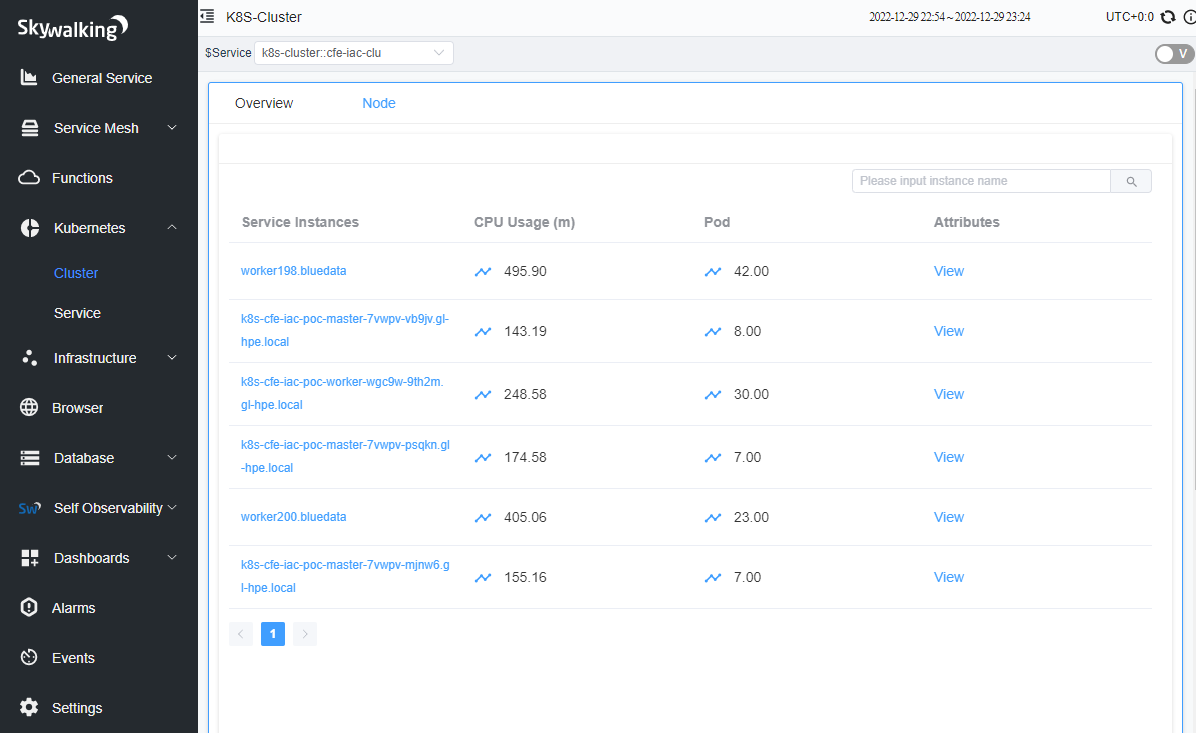 Skywalking
General Service
Service Mesh
Functions
Kubernetes
Cluster
Service
Infrastructure
Browser
Database
Sw Self Observability
Dashboards
Alarms
Events
Settings
K8S-Cluster 2022-12-29 22:54 ~ 2022-12-29 23:24 UTC+0:0
$Service k8s-cluster::cfe-iac-clu V
Overview Node
Please input instance name
Service Instances CPU Usage (m) Pod Attributes
worker198.bluedata 495.90 42.00 View
k8s-cfe-iac-poc-master-7vwpv-vb9jv.gl-
hpe.local 143.19 8.00 View
k8s-cfe-iac-poc-worker-wgc9w-9th2m.
gl-hpe.local 248.58 30.00 View
k8s-cfe-iac-poc-master-7vwpv-psqkn.gl
-hpe.local 174.58 7.00 View
worker200.bluedata 405.06 23.00 View
k8s-cfe-iac-poc-master-7vwpv-mjnw6.g
l-hpe.local 155.16 7.00 View
1